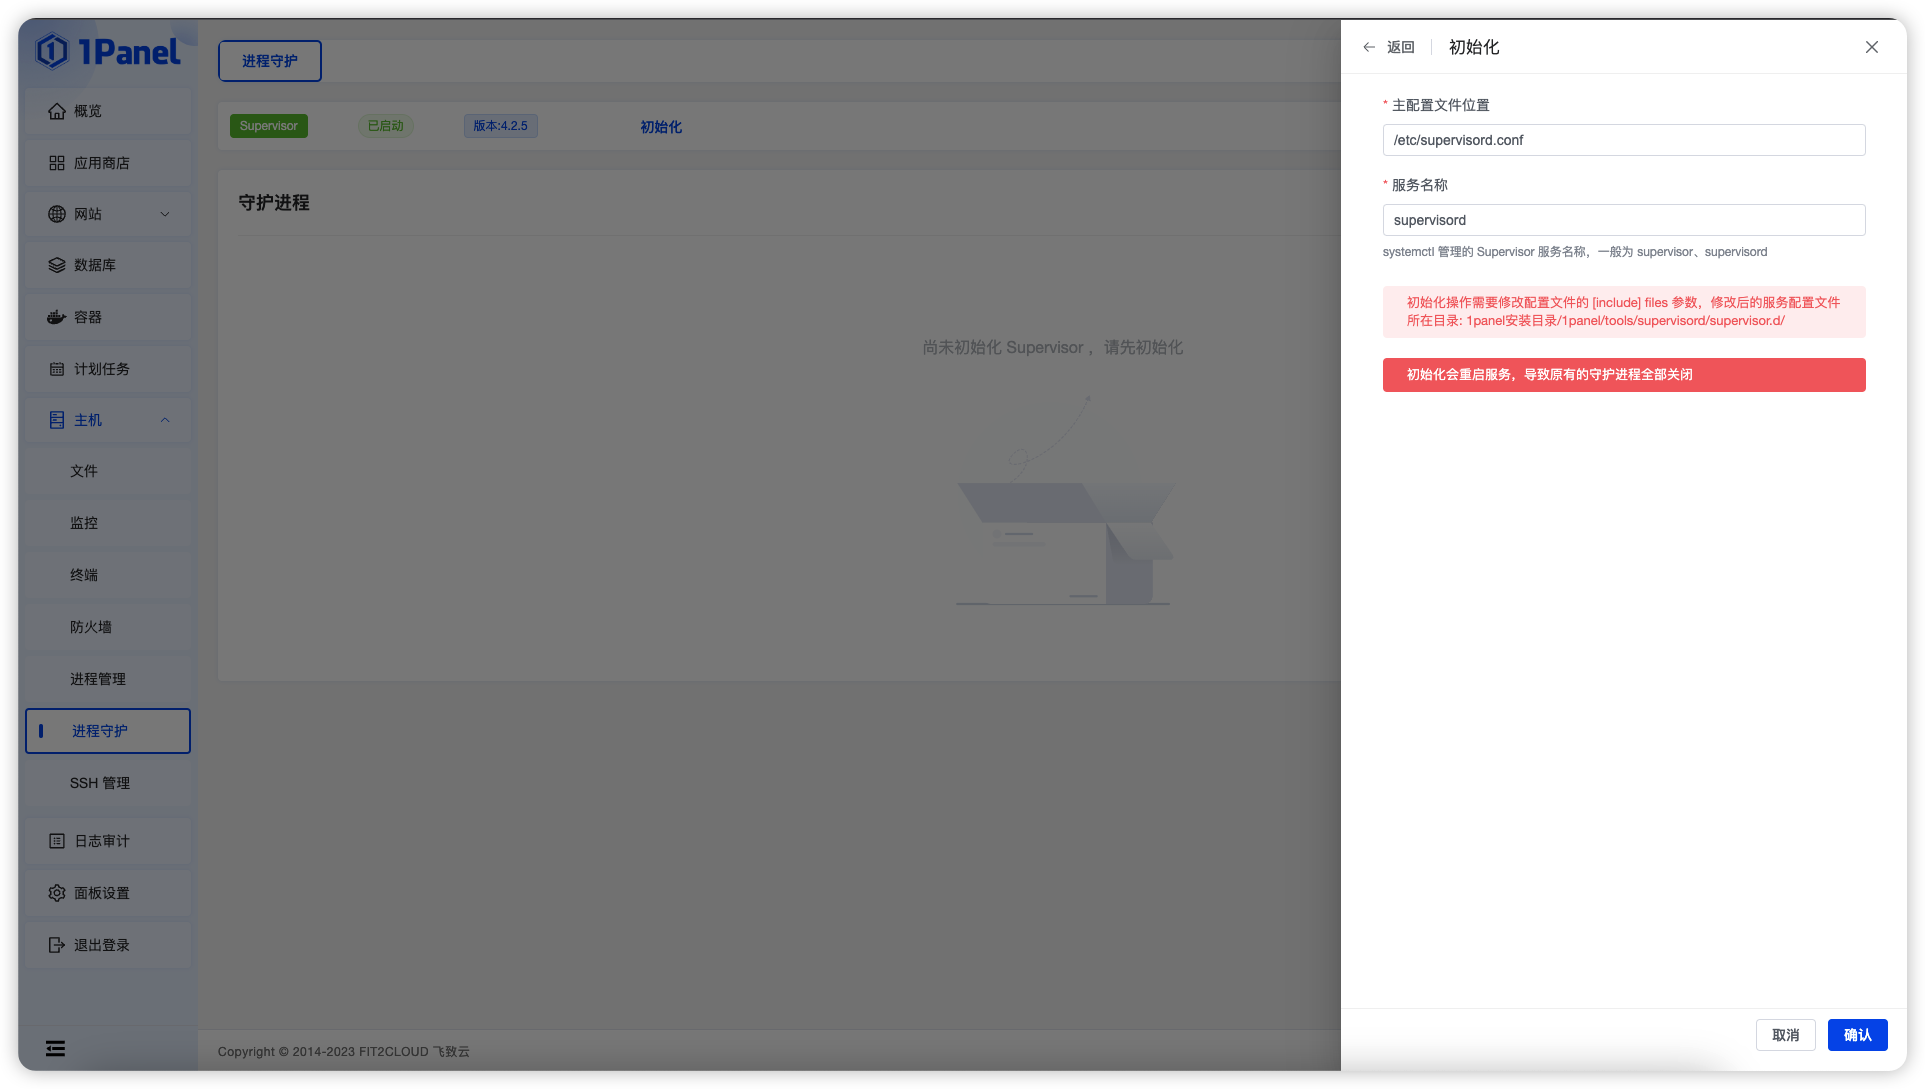 1Panel
概览
应用商店
网站
数据库
容器
计划任务
主机
文件
监控
终端
防火墙
进程管理
进程守护
SSH 管理
日志审计
面板设置
退出登录
进程守护
Supervisor
已启动
版本:4.2.5
初始化
守护进程
尚未初始化 Supervisor ，请先初始化
Copyright © 2014-2023 FIT2CLOUD 飞致云
返回
初始化
* 主配置文件位置
/etc/supervisord.conf
* 服务名称
supervisord
systemctl 管理的 Supervisor 服务名称，一般为 supervisor、supervisord
初始化操作需要修改配置文件的 [include] files 参数，修改后的服务配置文件
所在目录: 1panel安装目录/1panel/tools/supervisord/supervisor.d/
初始化会重启服务，导致原有的守护进程全部关闭
取消
确认